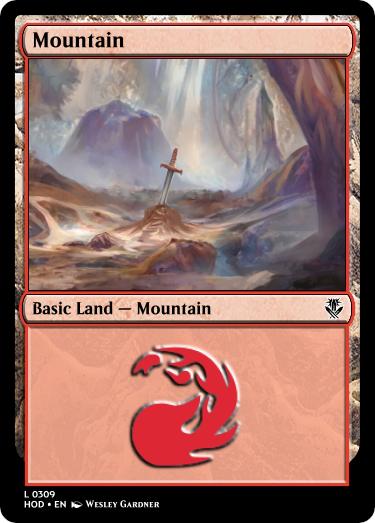 Mountain
Basic Land — Mountain
L 0309
HOD • EN Wesley Gardner